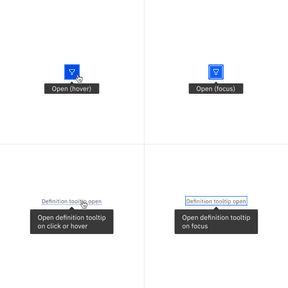 Open (hover)
Open (focus)
Definition tooltip open
Definition tooltip open
Open definition tooltip
on click or hover
Open definition tooltip
on focus